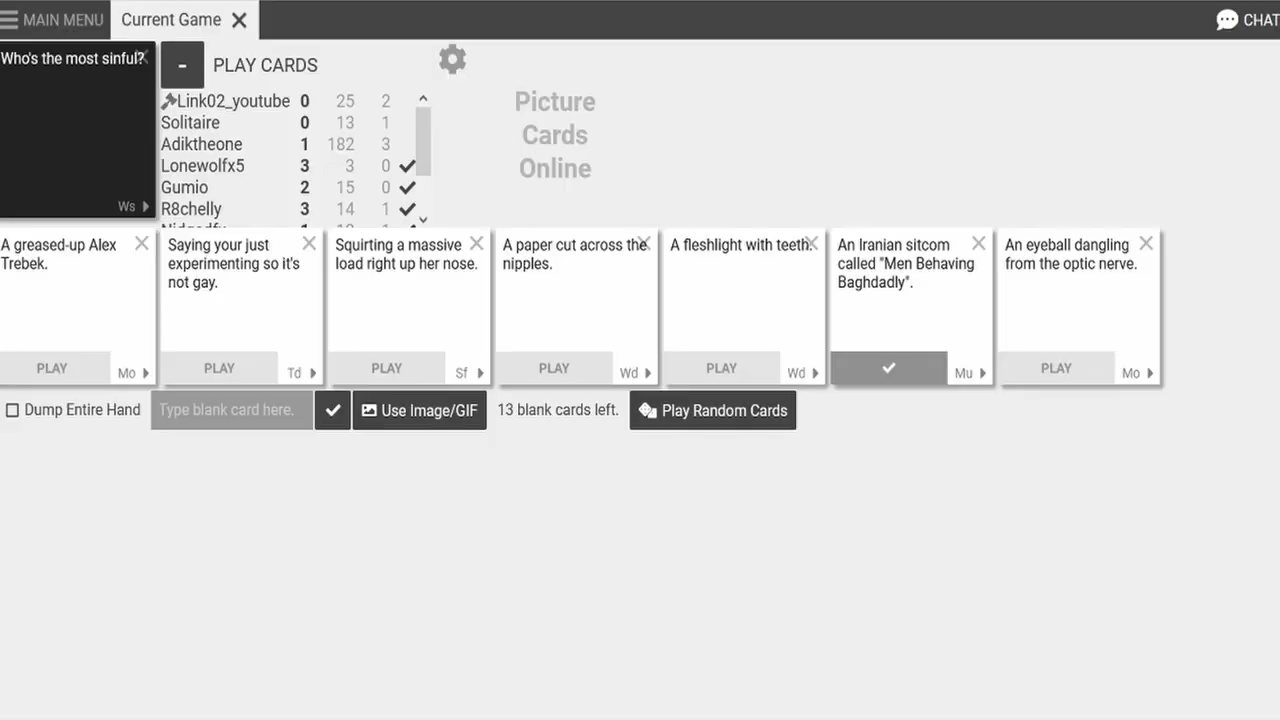 MAIN MENU
Current Game
CHAT
Who's the most sinful?
Ws
-
PLAY CARDS
Link02_youtube 0 25 2
Solitaire 0 13 1
Adiktheone 1 182 3
Lonewolfx5 3 3 0
Gumio 2 15 0
R8chelly 3 14 1
Picture
Cards
Online
A greased-up Alex
Trebek.
PLAY
Mo
Saying your just
experimenting so it's
not gay.
PLAY
Td
Squirting a massive
load right up her nose.
PLAY
Sf
A paper cut across the
nipples.
PLAY
Wd
A fleshlight with teeth.
PLAY
Wd
An Iranian sitcom
called "Men Behaving
Baghdadly".
Mu
An eyeball dangling
from the optic nerve.
PLAY
Mo
Dump Entire Hand
Type blank card here.
Use Image/GIF
13 blank cards left.
Play Random Cards